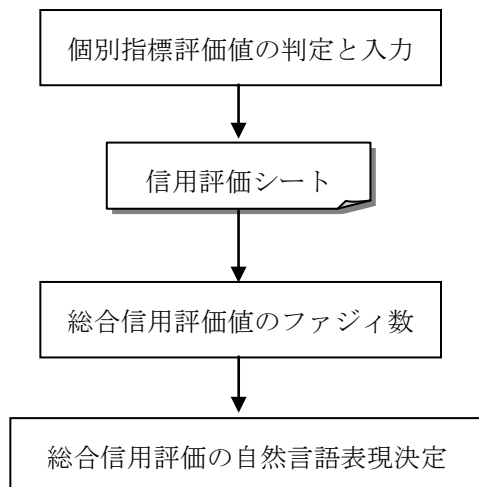 個別指標評価値の判定と入力
信用評価シート
総合信用評価値のファジィ数
総合信用評価の自然言語表現決定